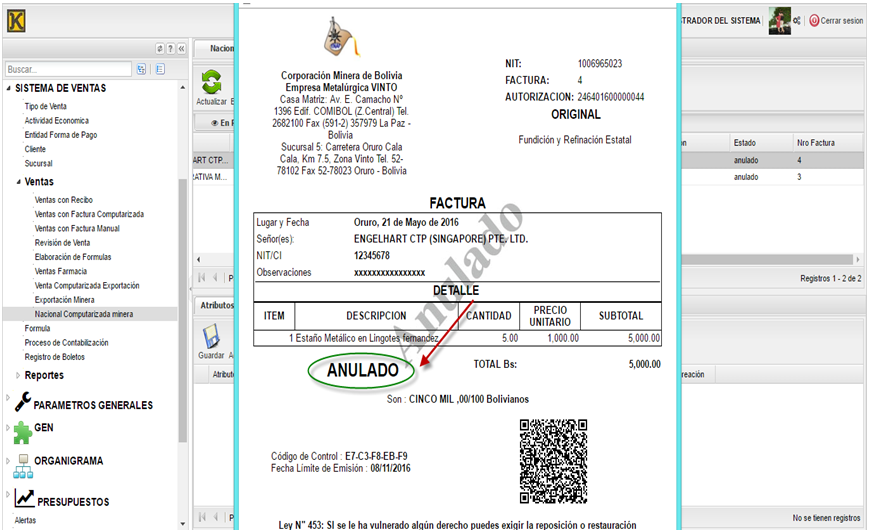 K
TRADOR DEL SISTEMA
Cerrar sesion
Buscar...
SISTEMA DE VENTAS
Tipo de Venta
Actividad Economica
Entidad Forma de Pago
Cliente
Sucursal
Ventas
Ventas con Recibo
Ventas con Factura Computarizada
Ventas con Factura Manual
Revisión de Venta
Elaboración de Formulas
Ventas Farmacia
Venta Computarizada Exportación
Exportación Minera
Nacional Computarizada minera
Formula
Proceso de Contabilización
Registro de Boletos
Reportes
PARAMETROS GENERALES
GEN
ORGANIGRAMA
PRESUPUESTOS
Alertas
Nacion
Actualizar E
En P
ART CTP...
RATIVA M...
Atributos
Guardar A
Atribut
Corporación Minera de Bolivia
Empresa Metalúrgica VINTO
Casa Matriz: Av. E. Camacho Nº
1396 Edif. COMIBOL (Z.Central) Tel.
2682100 Fax (591-2) 357979 La Paz -
Bolivia
Sucursal 5: Carretera Oruro Cala
Cala, Km 7.5, Zona Vinto Tel. 52-
78102 Fax 52-78023 Oruro - Bolivia
NIT: 1006965023
FACTURA: 4
AUTORIZACION: 246401600000044
ORIGINAL
Fundición y Refinación Estatal
FACTURA
Lugar y Fecha Oruro, 21 de Mayo de 2016
Señor(es): ENGELHART CTP (SINGAPORE) PTE. LTD.
NIT/CI 12345678
Observaciones xxxxxxxxxxxxxxxx
DETALLE
ITEM DESCRIPCION CANTIDAD PRECIO UNITARIO SUBTOTAL
1 Estaño Metálico en Lingotes fernandez 5.00 1,000.00 5,000.00
Anulado
ANULADO
TOTAL Bs: 5,000.00
Son : CINCO MIL ,00/100 Bolivianos
Código de Control : E7-C3-F8-EB-F9
Fecha Límite de Emisión : 08/11/2016
Ley N" 453: SI se le ha vulnerado algún derecho puedes exigir la reposición o restauración
on Estado Nro Factura
anulado 4
anulado 3
Registros 1 - 2 de 2
reación
No se tienen registros